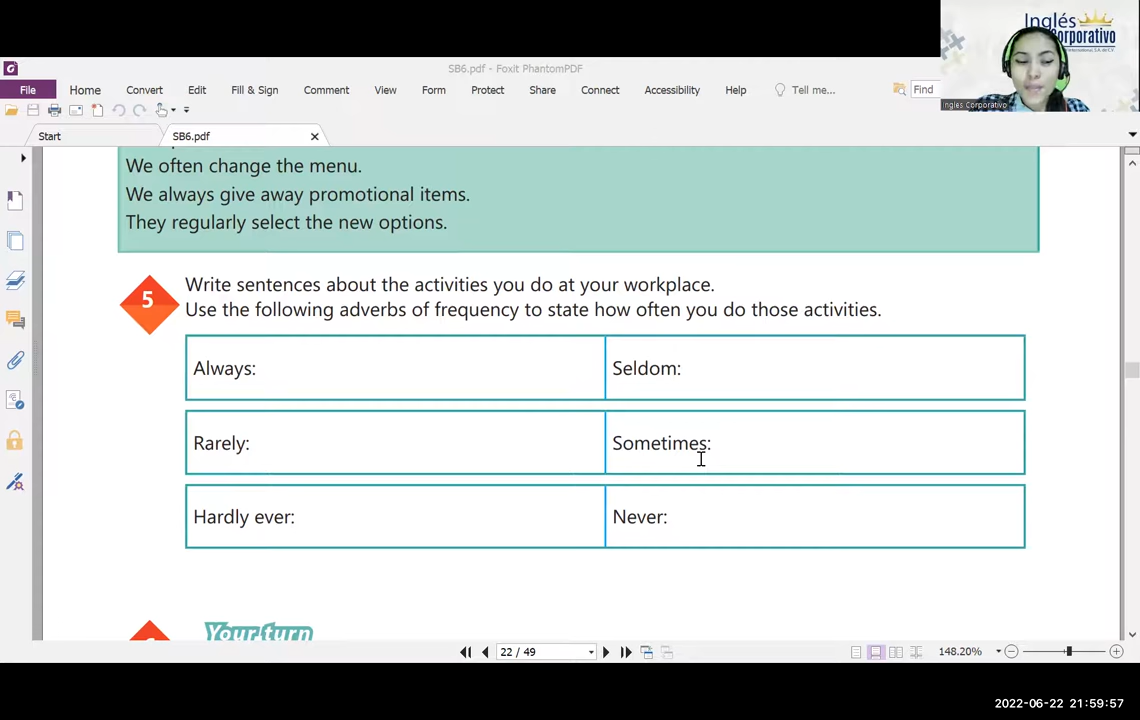 Inglés
Corporativo
International, S.A. de C.V.
Inglés Corporativo
SB6.pdf - Foxit PhantomPDF
File Home Convert Edit Fill & Sign Comment View Form Protect Share Connect Accessibility Help Tell me... Find
Start SB6.pdf
We often change the menu.
We always give away promotional items.
They regularly select the new options.
5
Write sentences about the activities you do at your workplace.
Use the following adverbs of frequency to state how often you do those activities.
Always: Seldom:
Rarely: Sometimes:
Hardly ever: Never:
Your turn
22 / 49 148.20%
2022-06-22 21:59:57